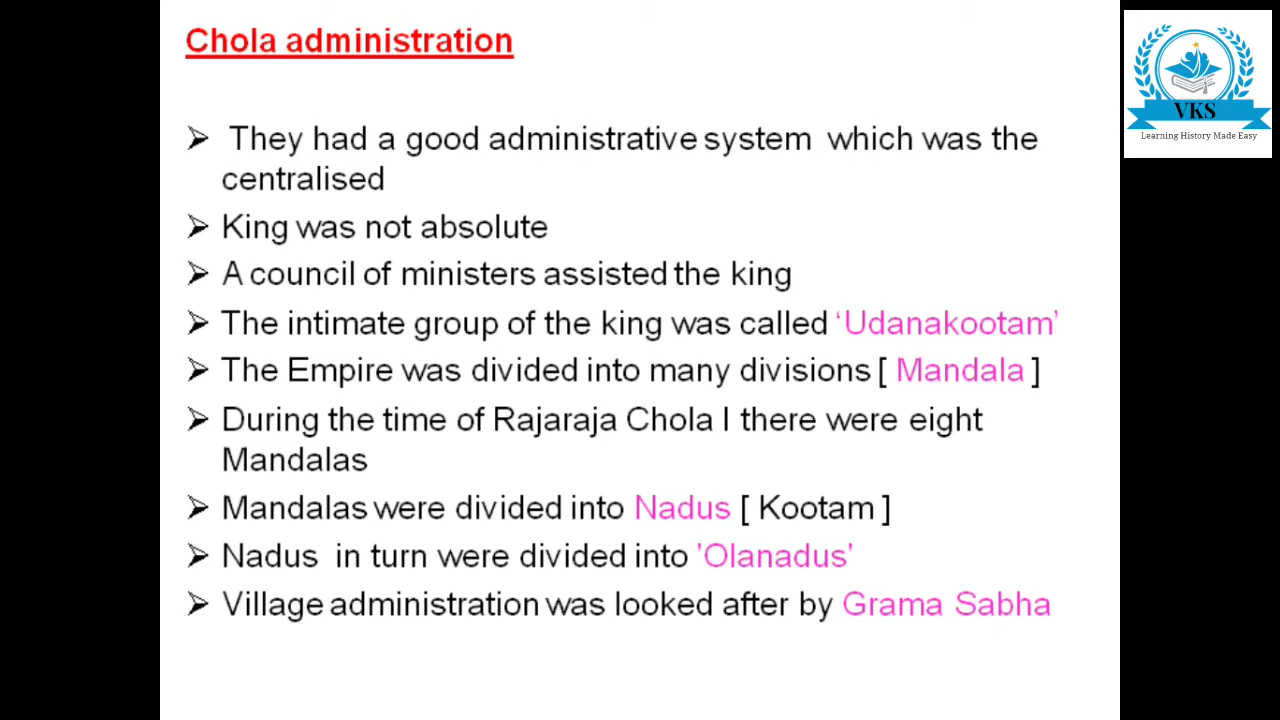 Chola administration
VKS
Learning History Made Easy
➢ They had a good administrative system which was the
centralised
➢ King was not absolute
➢ A council of ministers assisted the king
➢ The intimate group of the king was called ‘Udanakootam’
➢ The Empire was divided into many divisions [ Mandala ]
➢ During the time of Rajaraja Chola I there were eight
Mandalas
➢ Mandalas were divided into Nadus [ Kootam ]
➢ Nadus in turn were divided into 'Olanadus'
➢ Village administration was looked after by Grama Sabha